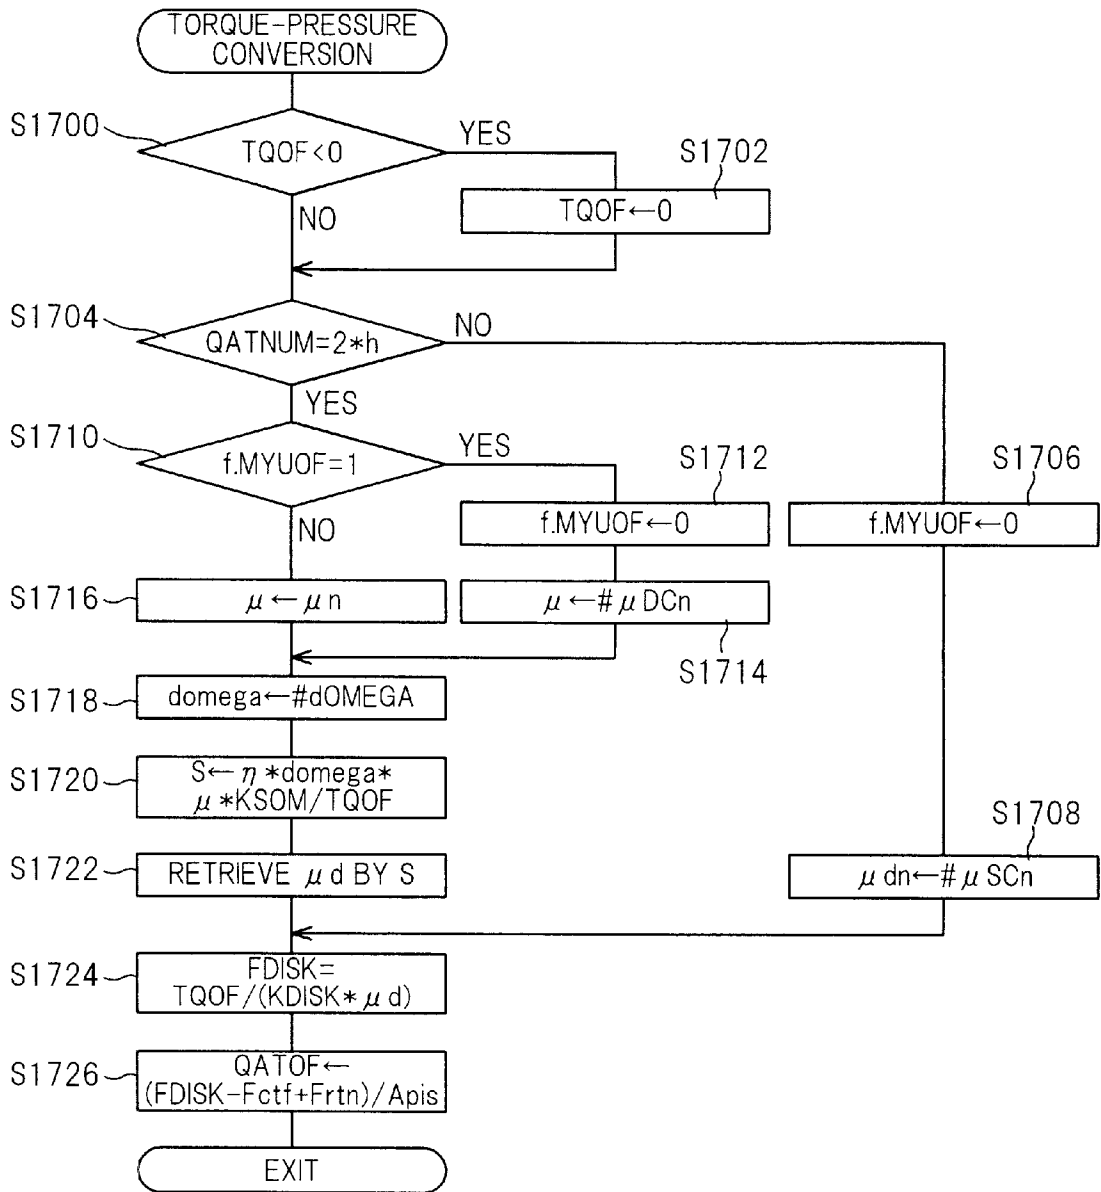 TORQUE-PRESSURE
CONVERSION
S1700
TQOF<0
YES
S1702
TQOF←0
NO
S1704
QATNUM=2*h
NO
YES
S1710
f.MYUOF=1
YES
S1712
f.MYUOF←0
S1706
f.MYUOF←0
NO
S1716
μ←μn
μ←#μDCn
S1714
S1718
domega←#dOMEGA
S1720
S←η*domega*
μ*KSOM/TQOF
S1722
RETRIEVE μd BY S
S1708
μdn←#μSCn
S1724
FDISK=
TQOF/(KDISK*μd)
S1726
QATOF←
(FDISK-Fctf+Frtn)/Apis
EXIT